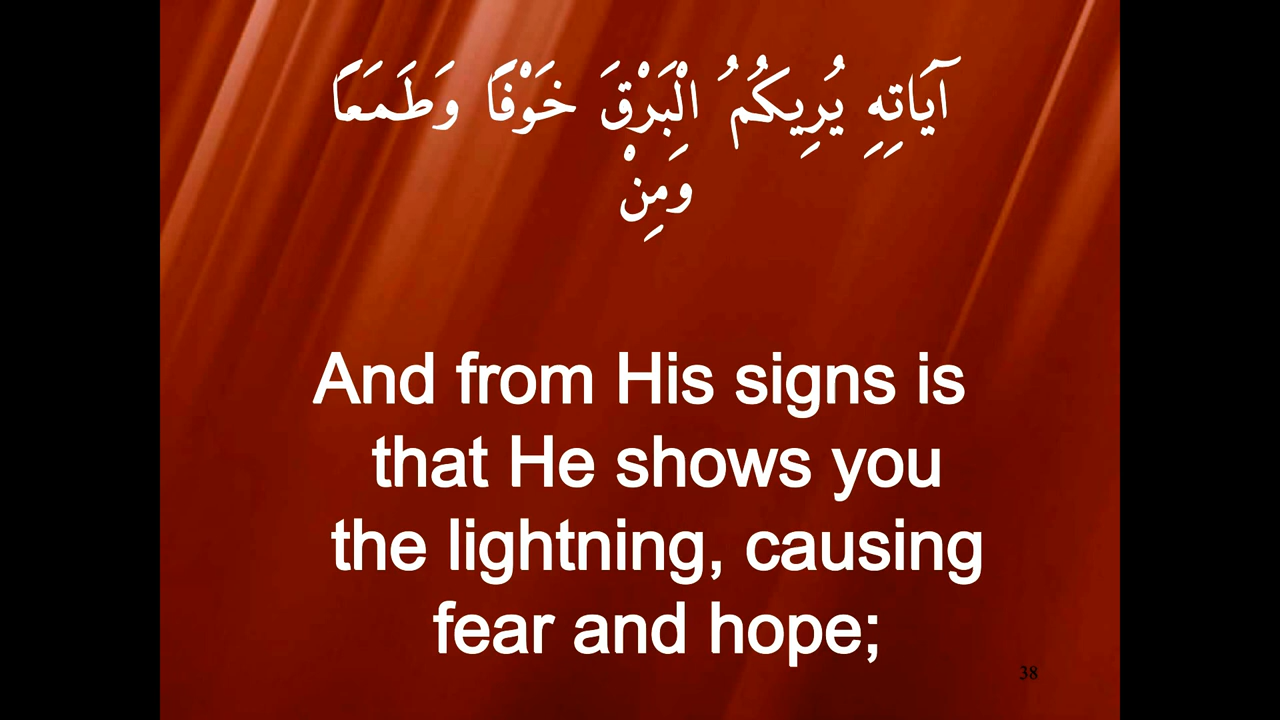 آيَاتِهِ يُرِيكُمُ الْبَرْقَ خَوْفًا وَطَمَعًا
وَمِنْ
And from His signs is
that He shows you
the lightning, causing
fear and hope;
38